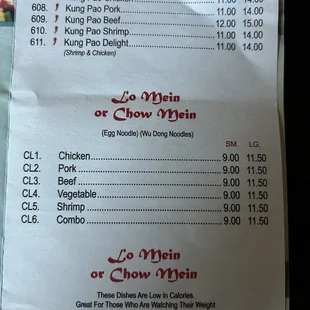 608. Kung Pao Pork 11.00 14.00
609. Kung Pao Beef 12.00 15.00
610. Kung Pao Shrimp 11.00 14.00
611. Kung Pao Delight 11.00 14.00
(Shrimp & Chicken)
Lo Mein
or Chow Mein
(Egg Noodle) (Wu Dong Noodles)
SM. LG.
CL1. Chicken 9.00 11.50
CL2. Pork 9.00 11.50
CL3. Beef 9.00 11.50
CL4. Vegetable 9.00 11.50
CL5. Shrimp 9.00 11.50
CL6. Combo 9.00 11.50
Lo Mein
or Chow Mein
These Dishes Are Low in Calories.
Great For Those Who Are Watching Their Weight